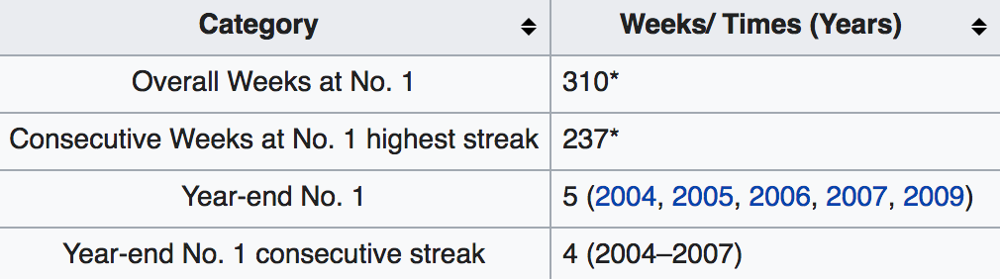 Category Weeks/ Times (Years)
Overall Weeks at No. 1 310*
Consecutive Weeks at No. 1 highest streak 237*
Year-end No. 1 5 (2004, 2005, 2006, 2007, 2009)
Year-end No. 1 consecutive streak 4 (2004–2007)